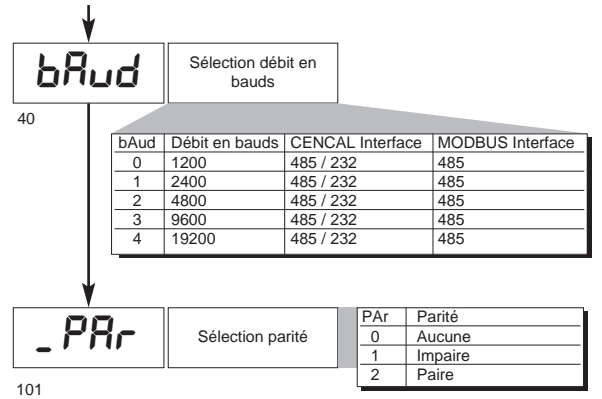 bAud
Sélection débit en
bauds
40
bAud Débit en bauds CENCAL Interface MODBUS Interface
0 1200 485 / 232 485
1 2400 485 / 232 485
2 4800 485 / 232 485
3 9600 485 / 232 485
4 19200 485 / 232 485
_PAr
Sélection parité
PAr Parité
0 Aucune
1 Impaire
2 Paire
101